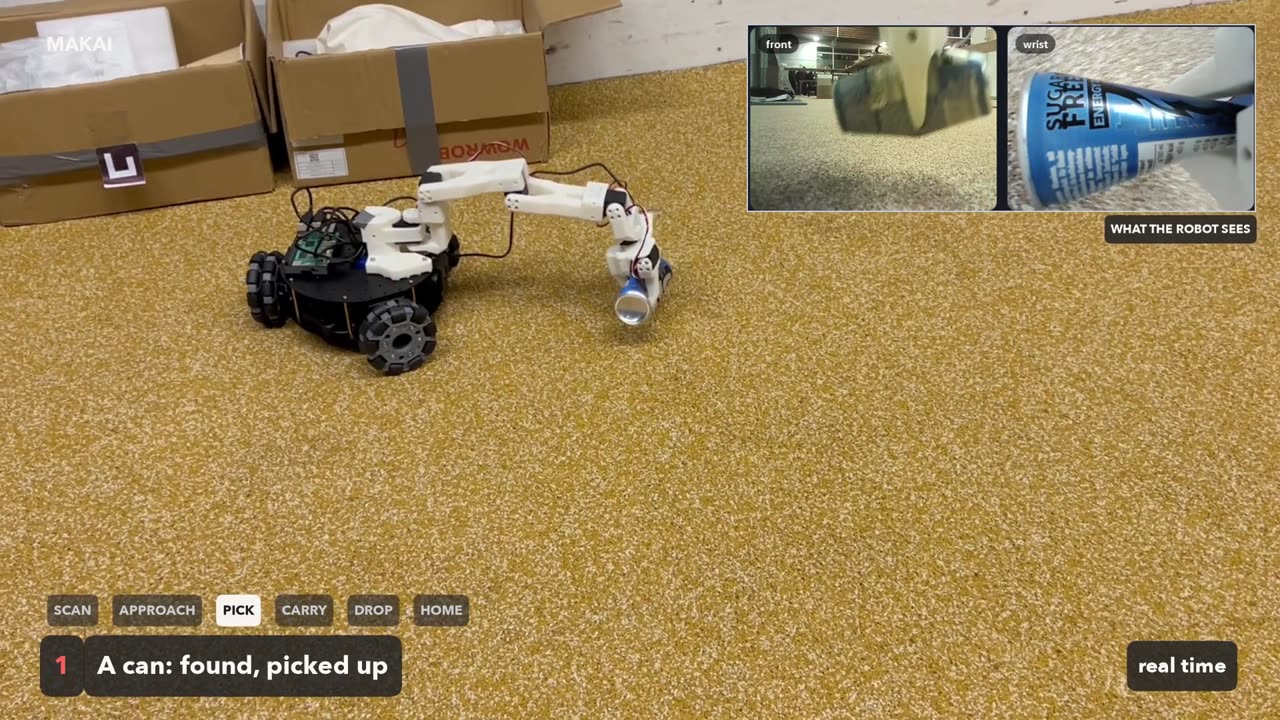 MAKAI
front
wrist
SUGAR
FREE
ENERGY
WHAT THE ROBOT SEES
WOWROB
SCAN
APPROACH
PICK
CARRY
DROP
HOME
1 A can: found, picked up
real time